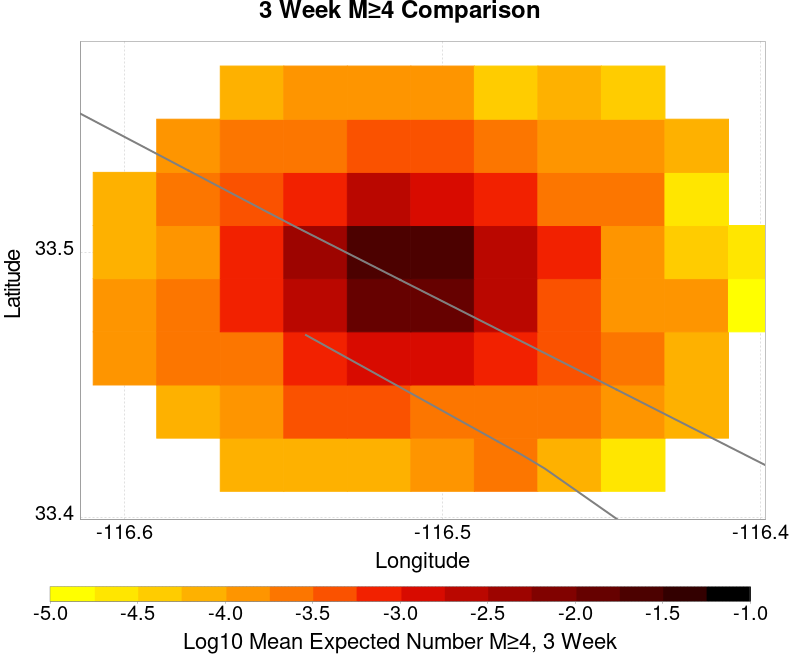 3 Week M≥4 Comparison
Latitude
33.5
33.4
-116.6 -116.5 -116.4
Longitude
-5.0 -4.5 -4.0 -3.5 -3.0 -2.5 -2.0 -1.5 -1.0
Log10 Mean Expected Number M≥4, 3 Week